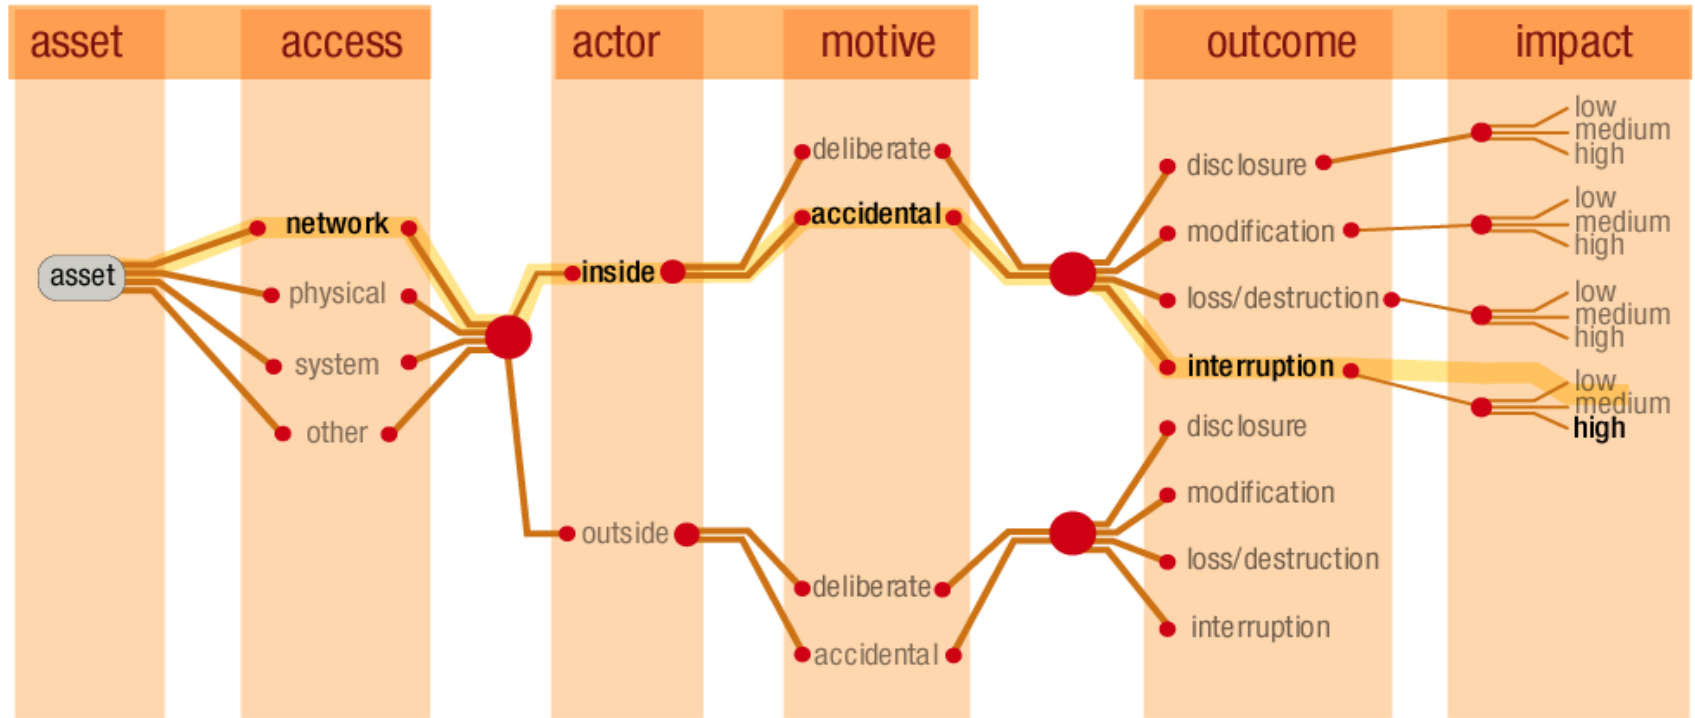 asset access actor motive outcome impact
asset
network
physical
system
other
inside
outside
deliberate
accidental
deliberate
accidental
disclosure
low
medium
high
modification
low
medium
high
loss/destruction
low
medium
high
interruption
low
medium
high
disclosure
modification
loss/destruction
interruption